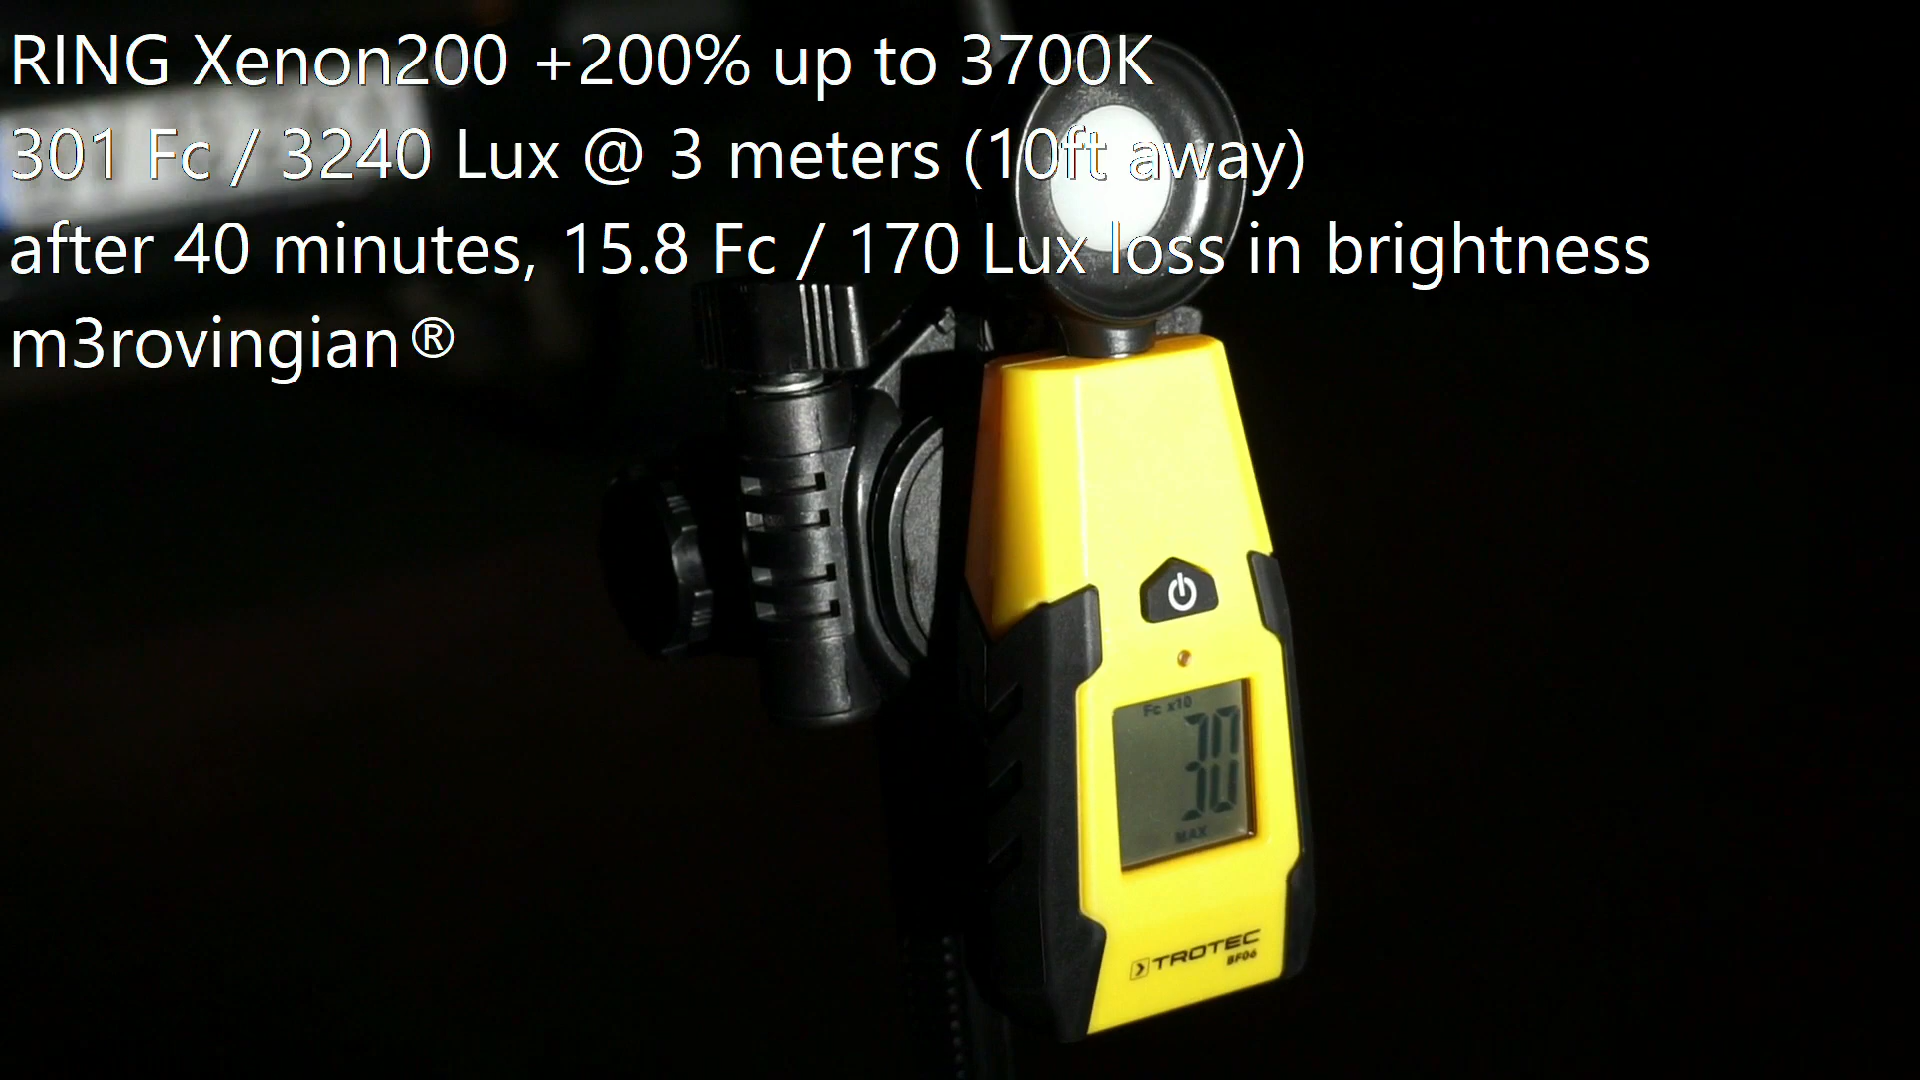 RING Xenon200 +200% up to 3700K
301 Fc / 3240 Lux @ 3 meters (10ft away)
after 40 minutes, 15.8 Fc / 170 Lux loss in brightness
m3rovingian®
Fc x10
30
MAX
TROTEC
BF06